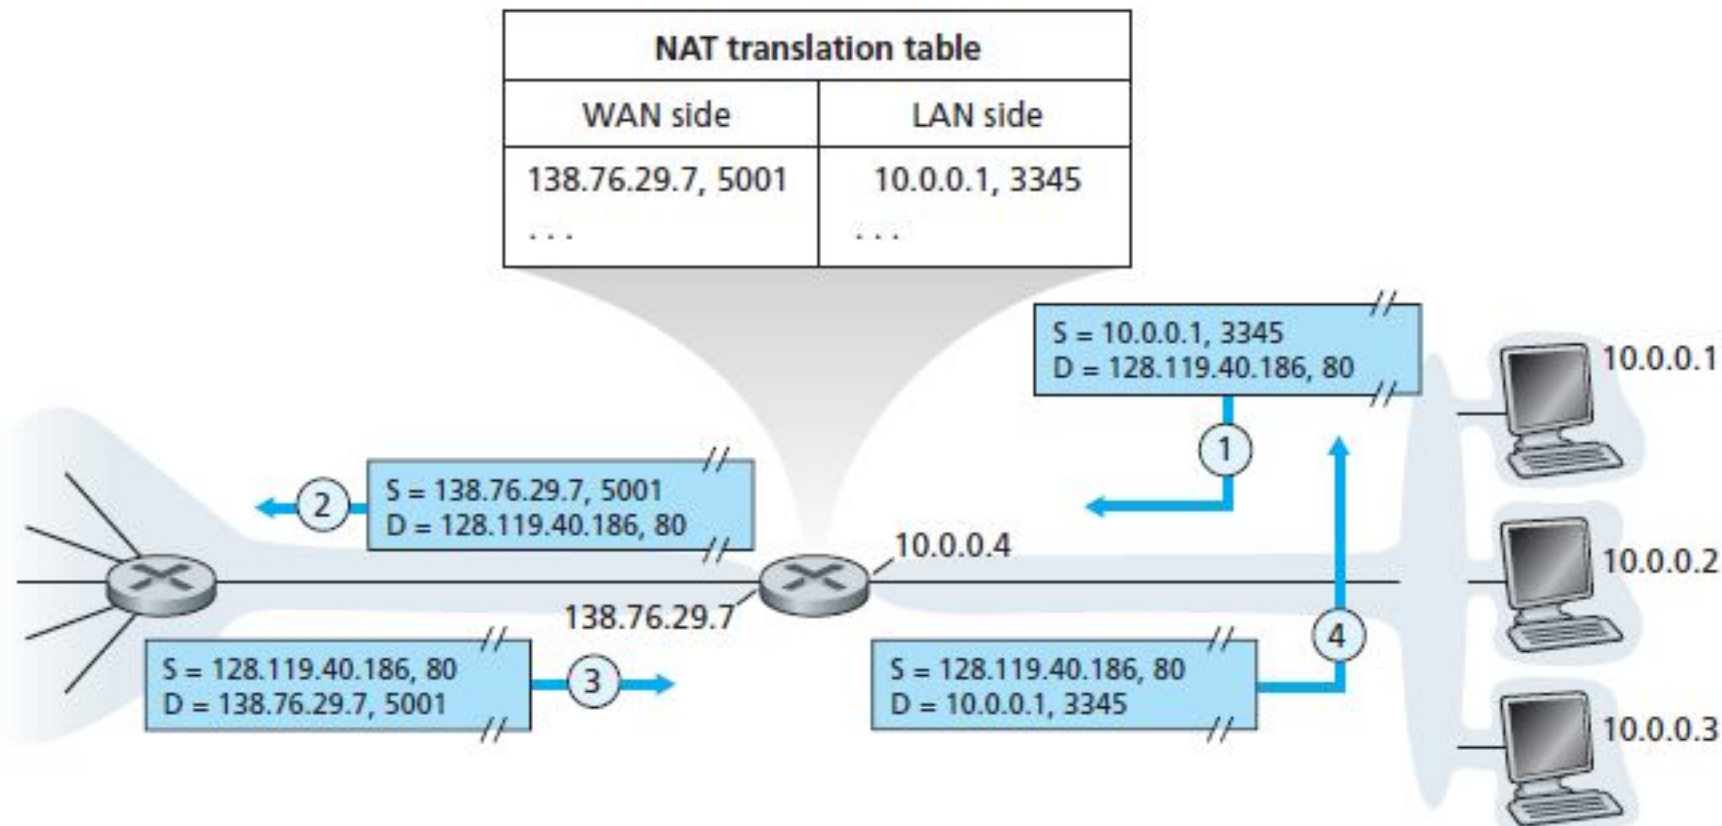 NAT translation table
WAN side LAN side
138.76.29.7, 5001 10.0.0.1, 3345
. . . . . .
S = 10.0.0.1, 3345
D = 128.119.40.186, 80
10.0.0.1
1
S = 138.76.29.7, 5001
D = 128.119.40.186, 80
2
10.0.0.4
10.0.0.2
138.76.29.7
4
S = 128.119.40.186, 80
D = 138.76.29.7, 5001
3
S = 128.119.40.186, 80
D = 10.0.0.1, 3345
10.0.0.3